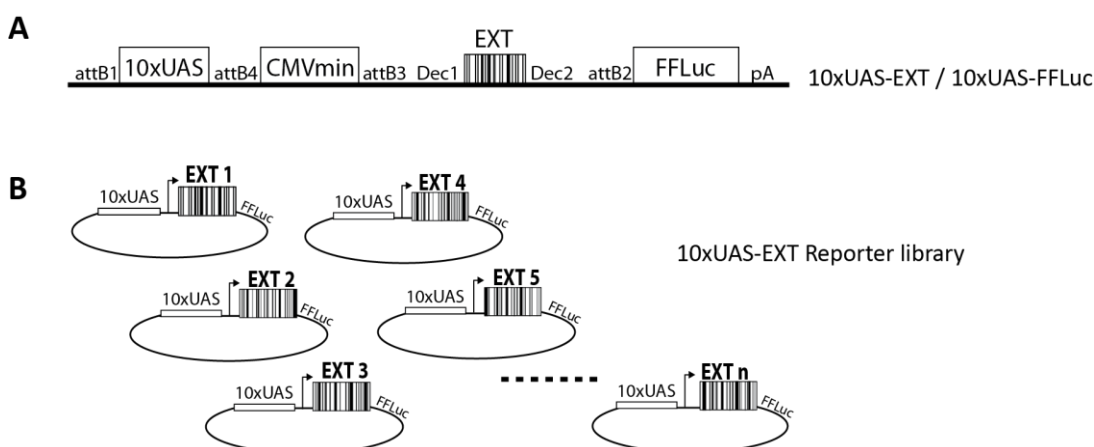 A
EXT
attB1 10xUAS attB4 CMVmin attB3 Dec1 Dec2 attB2 FFLuc pA
10xUAS-EXT / 10xUAS-FFLuc
B
10xUAS EXT 1 FFLuc
10xUAS EXT 4 FFLuc
10xUAS-EXT Reporter library
10xUAS EXT 2 FFLuc
10xUAS EXT 5 FFLuc
10xUAS EXT 3 FFLuc
10xUAS EXT n FFLuc